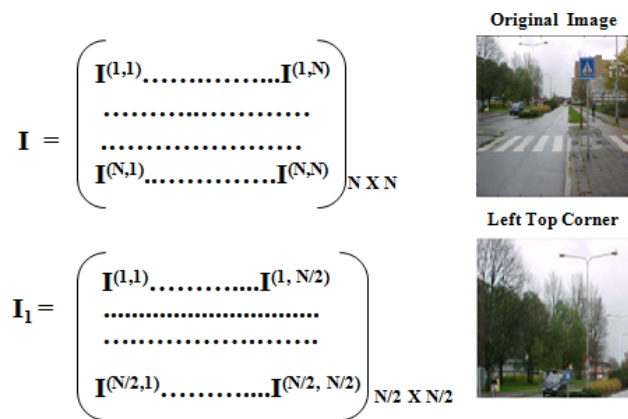 Original Image
I(1,1)…….……...I(1,N)
………..…………
I =
….…………………
I(N,1)..………….I(N,N)
N X N
Left Top Corner
I(1,1)………....I(1, N/2)
I1=
................................
….……………….…….
I(N/2,1)………....I(N/2, N/2)
N/2 X N/2